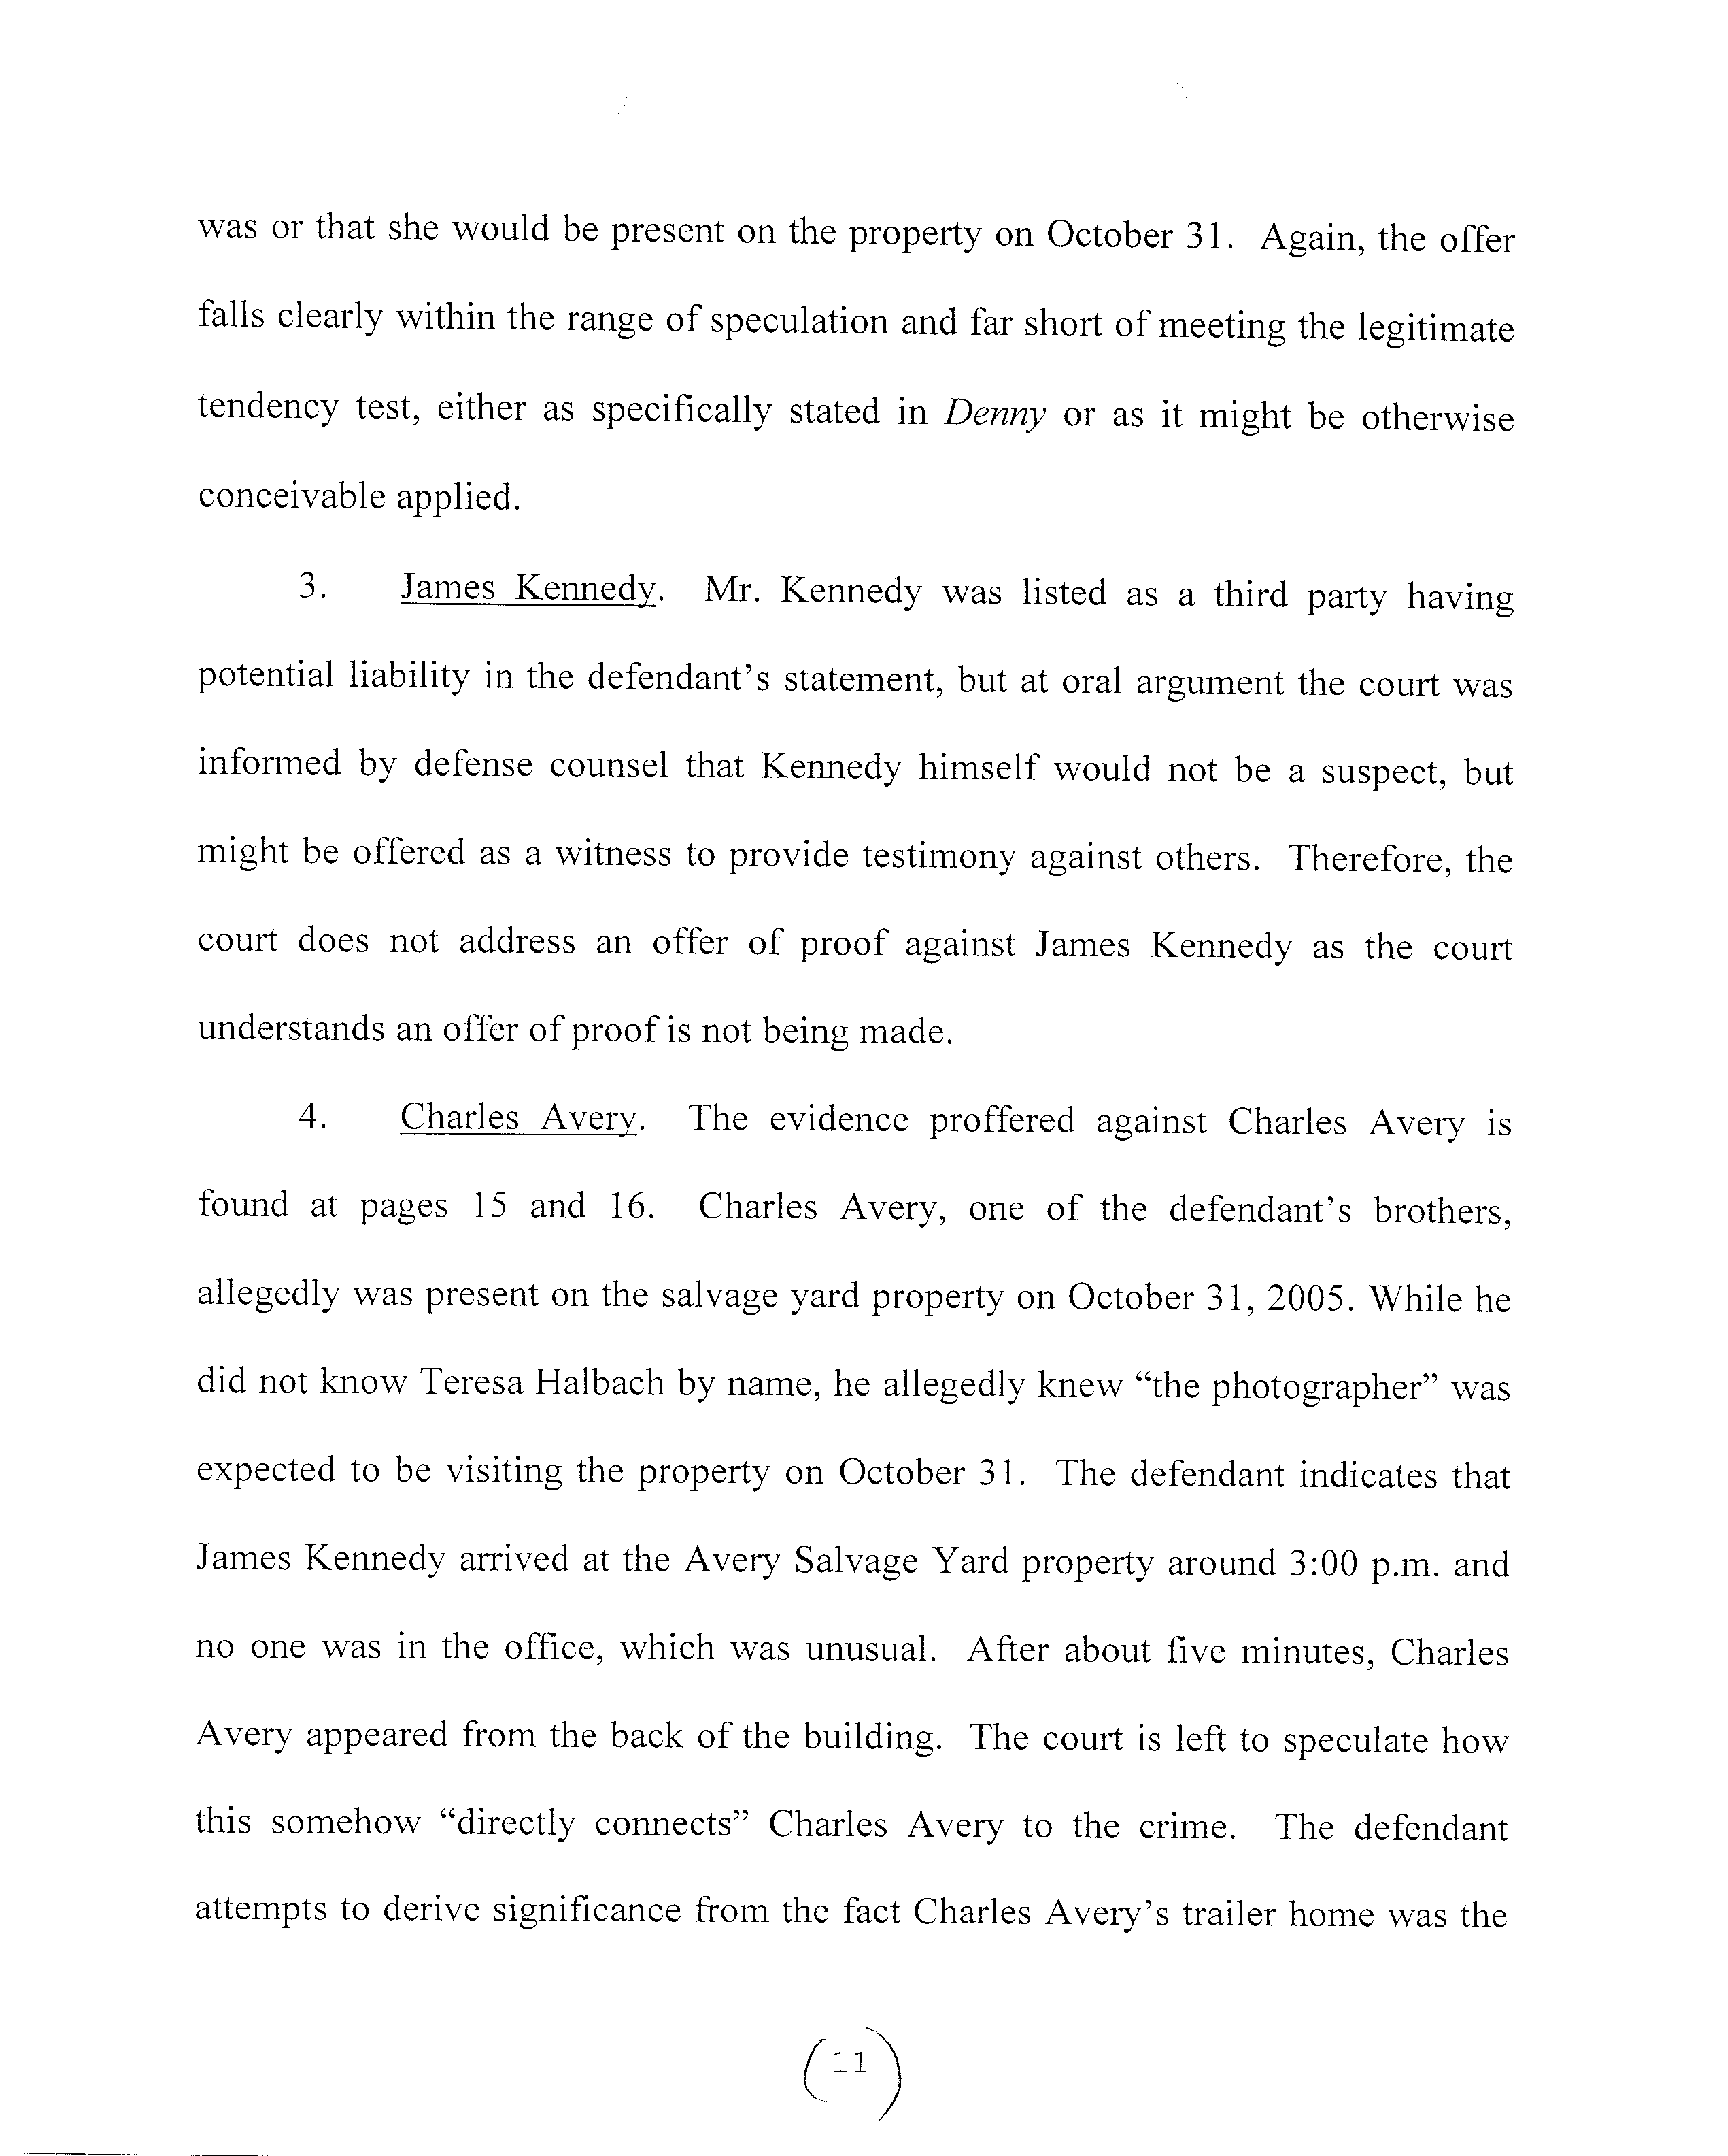 was or that she would be present on the property on October 31. Again, the offer
falls clearly within the range of speculation and far short of meeting the legitimate
tendency test, either as specifically stated in Denny or as it might be otherwise
conceivable applied.
3. James Kennedy. Mr. Kennedy was listed as a third party having
potential liability in the defendant's statement, but at oral argument the court was
informed by defense counsel that Kennedy himself would not be a suspect, but
might be offered as a witness to provide testimony against others. Therefore, the
court does not address an offer of proof against James Kennedy as the court
understands an offer of proof is not being made.
4. Charles Avery. The evidence proffered against Charles Avery is
found at pages 15 and 16. Charles Avery, one of the defendant's brothers,
allegedly was present on the salvage yard property on October 31, 2005. While he
did not know Teresa Halbach by name, he allegedly knew “the photographer” was
expected to be visiting the property on October 31. The defendant indicates that
James Kennedy arrived at the Avery Salvage Yard property around 3:00 p.m. and
no one was in the office, which was unusual. After about five minutes, Charles
Avery appeared from the back of the building. The court is left to speculate how
this somehow “directly connects” Charles Avery to the crime. The defendant
attempts to derive significance from the fact Charles Avery's trailer home was the
(11)